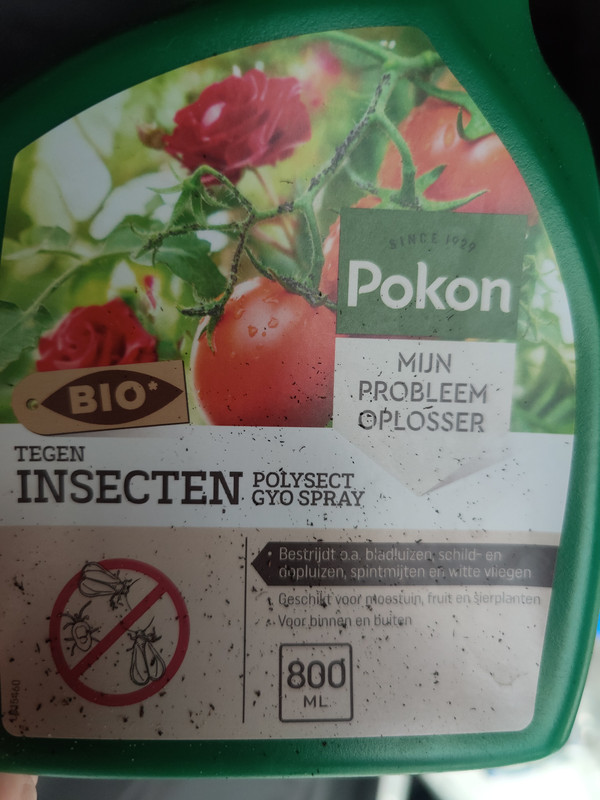 SINCE 1929
Pokon
MIJN
PROBLEEM
OPLOSSER
BIO*
TEGEN
INSECTEN
POLYSECT
GYO SPRAY
Bestrijdt o.a. bladluizen, schild- en
dopluizen, spintmijten en witte vliegen
Geschikt voor moestuin, fruit en sierplanten
Voor binnen en buiten
800
ML